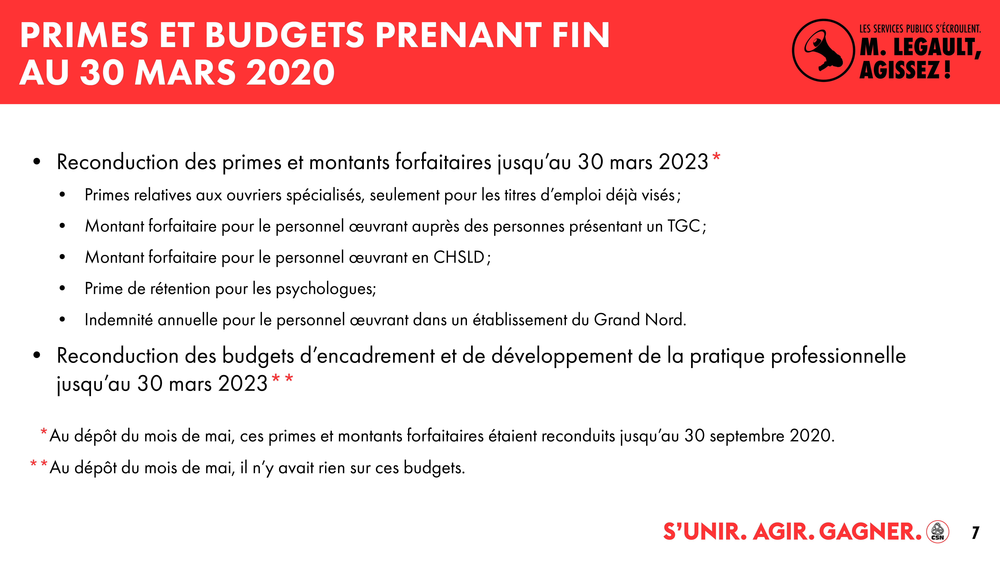 PRIMES ET BUDGETS PRENANT FIN
AU 30 MARS 2020
LES SERVICES PUBLICS S’ÉCROULENT.
M. LEGAULT,
AGISSEZ !
• Reconduction des primes et montants forfaitaires jusqu’au 30 mars 2023*
• Primes relatives aux ouvriers spécialisés, seulement pour les titres d’emploi déjà visés ;
• Montant forfaitaire pour le personnel œuvrant auprès des personnes présentant un TGC ;
• Montant forfaitaire pour le personnel œuvrant en CHSLD ;
• Prime de rétention pour les psychologues;
• Indemnité annuelle pour le personnel œuvrant dans un établissement du Grand Nord.
• Reconduction des budgets d’encadrement et de développement de la pratique professionnelle
jusqu’au 30 mars 2023**
*Au dépôt du mois de mai, ces primes et montants forfaitaires étaient reconduits jusqu’au 30 septembre 2020.
**Au dépôt du mois de mai, il n’y avait rien sur ces budgets.
S’UNIR. AGIR. GAGNER.
CSN
7